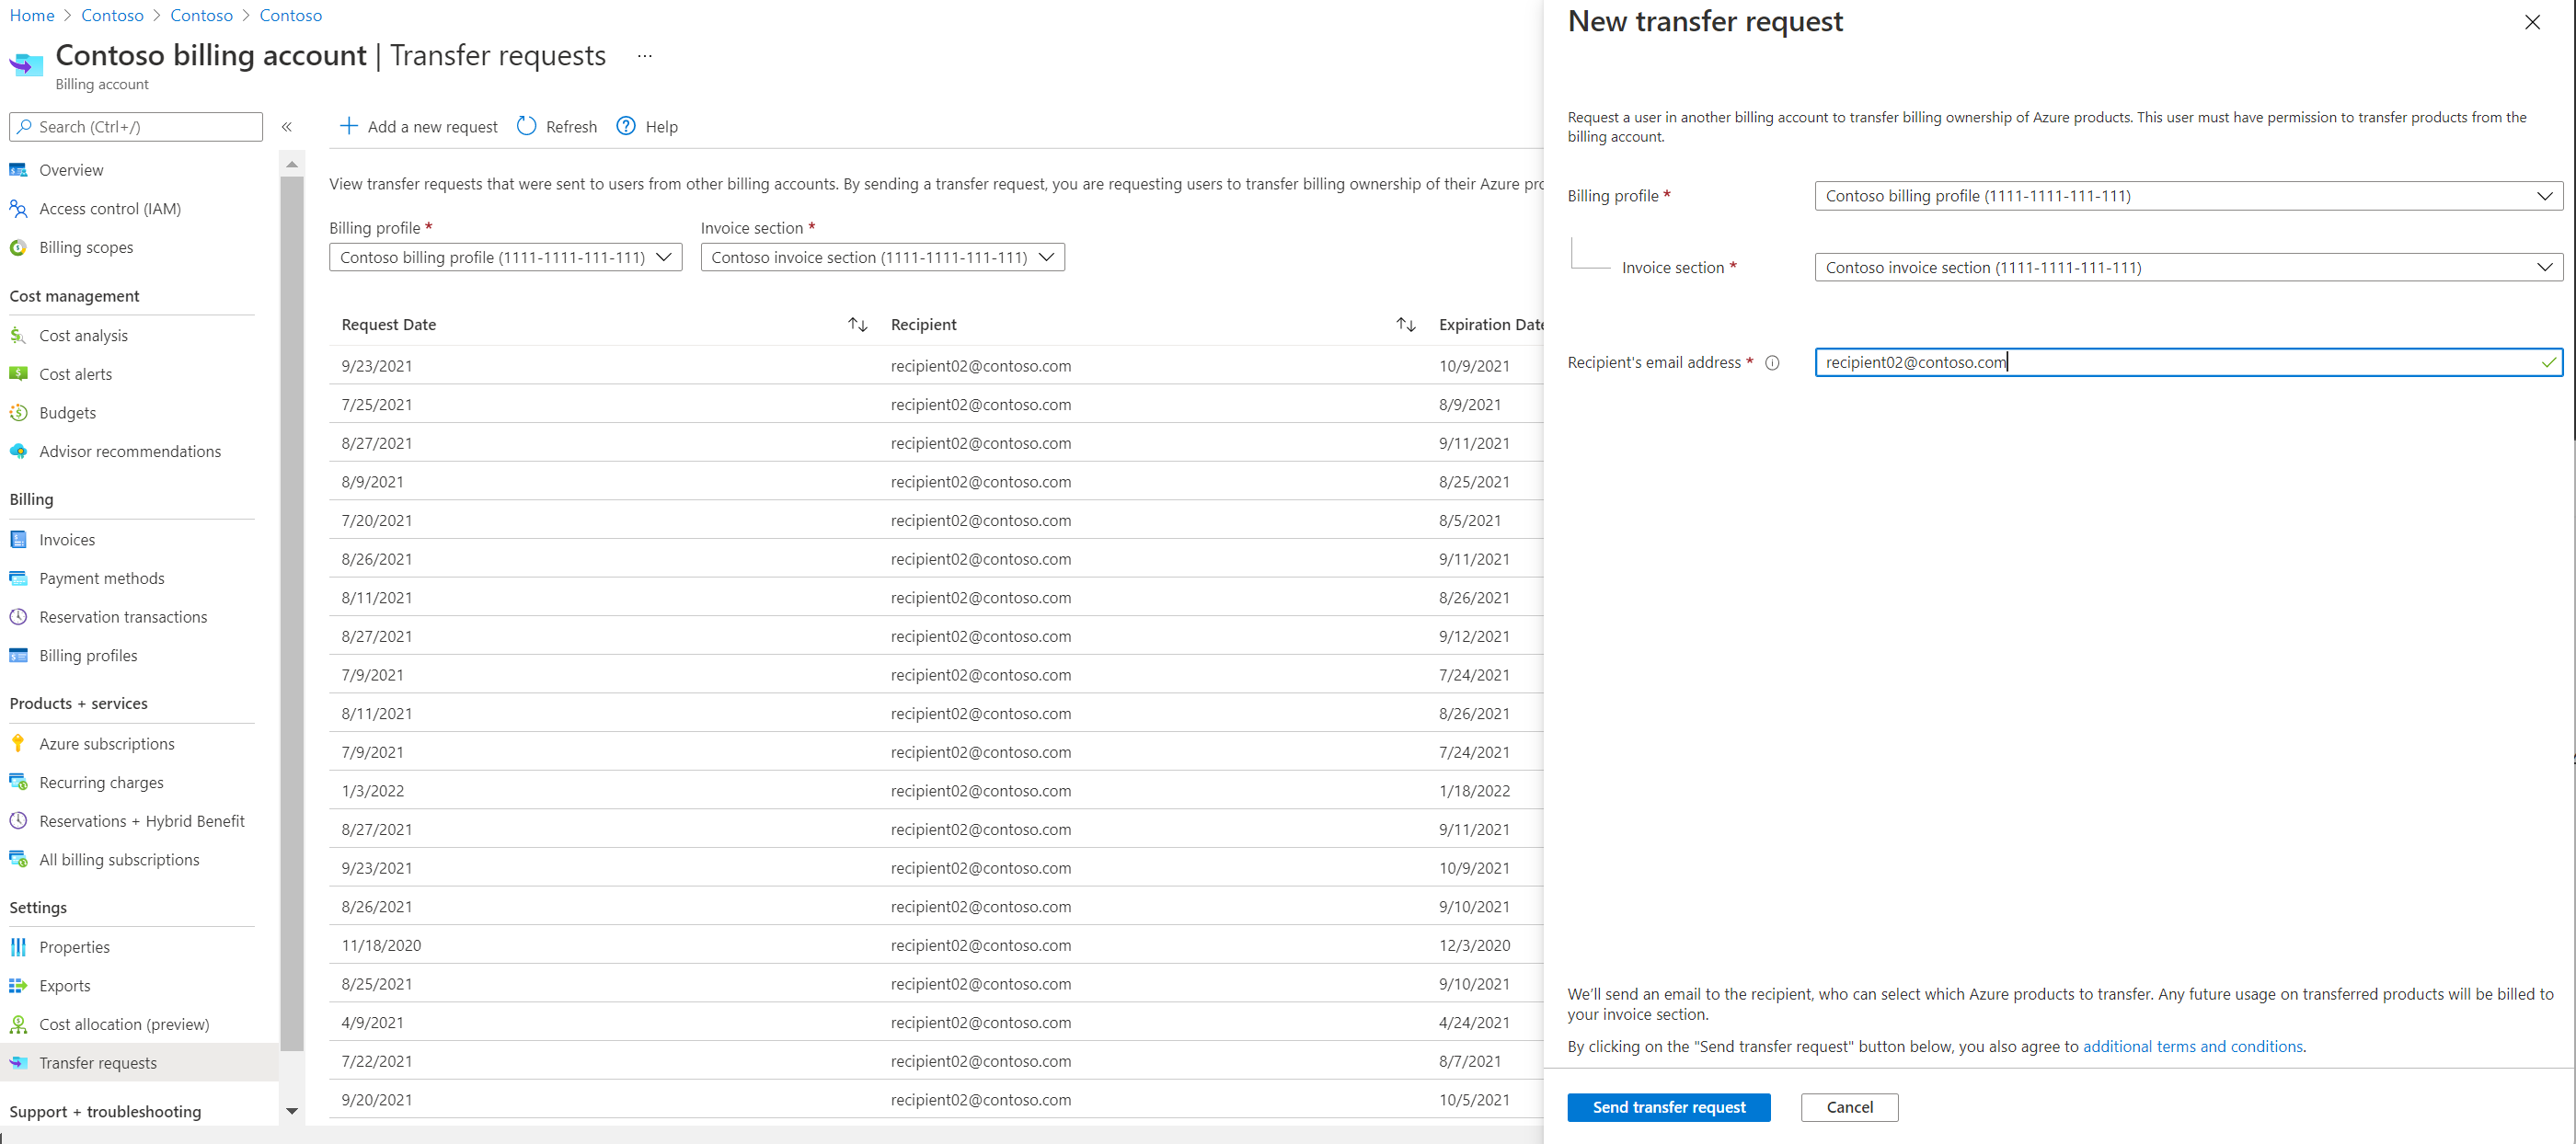 Home > Contoso > Contoso > Contoso
Contoso billing account | Transfer requests ...
Billing account
Search (Ctrl+/)
«
Overview
Access control (IAM)
Billing scopes
Cost management
Cost analysis
Cost alerts
Budgets
Advisor recommendations
Billing
Invoices
Payment methods
Reservation transactions
Billing profiles
Products + services
Azure subscriptions
Recurring charges
Reservations + Hybrid Benefit
All billing subscriptions
Settings
Properties
Exports
Cost allocation (preview)
Transfer requests
Support + troubleshooting
Add a new request Refresh Help
View transfer requests that were sent to users from other billing accounts. By sending a transfer request, you are requesting users to transfer billing ownership of their Azure
Billing profile * Invoice section *
Contoso billing profile (1111-1111-111-111) Contoso invoice section (1111-1111-111-111)
Request Date Recipient Expiration Date
9/23/2021 recipient02@contoso.com 10/9/2021
7/25/2021 recipient02@contoso.com 8/9/2021
8/27/2021 recipient02@contoso.com 9/11/2021
8/9/2021 recipient02@contoso.com 8/25/2021
7/20/2021 recipient02@contoso.com 8/5/2021
8/26/2021 recipient02@contoso.com 9/11/2021
8/11/2021 recipient02@contoso.com 8/26/2021
8/27/2021 recipient02@contoso.com 9/12/2021
7/9/2021 recipient02@contoso.com 7/24/2021
8/11/2021 recipient02@contoso.com 8/26/2021
7/9/2021 recipient02@contoso.com 7/24/2021
1/3/2022 recipient02@contoso.com 1/18/2022
8/27/2021 recipient02@contoso.com 9/11/2021
9/23/2021 recipient02@contoso.com 10/9/2021
8/26/2021 recipient02@contoso.com 9/10/2021
11/18/2020 recipient02@contoso.com 12/3/2020
8/25/2021 recipient02@contoso.com 9/10/2021
4/9/2021 recipient02@contoso.com 4/24/2021
7/22/2021 recipient02@contoso.com 8/7/2021
9/20/2021 recipient02@contoso.com 10/5/2021
New transfer request
Request a user in another billing account to transfer billing ownership of Azure products. This user must have permission to transfer products from the
billing account.
Billing profile * Contoso billing profile (1111-1111-111-111)
Invoice section * Contoso invoice section (1111-1111-111-111)
Recipient's email address * recipient02@contoso.com
We'll send an email to the recipient, who can select which Azure products to transfer. Any future usage on transferred products will be billed to
your invoice section.
By clicking on the "Send transfer request" button below, you also agree to additional terms and conditions.
Send transfer request Cancel